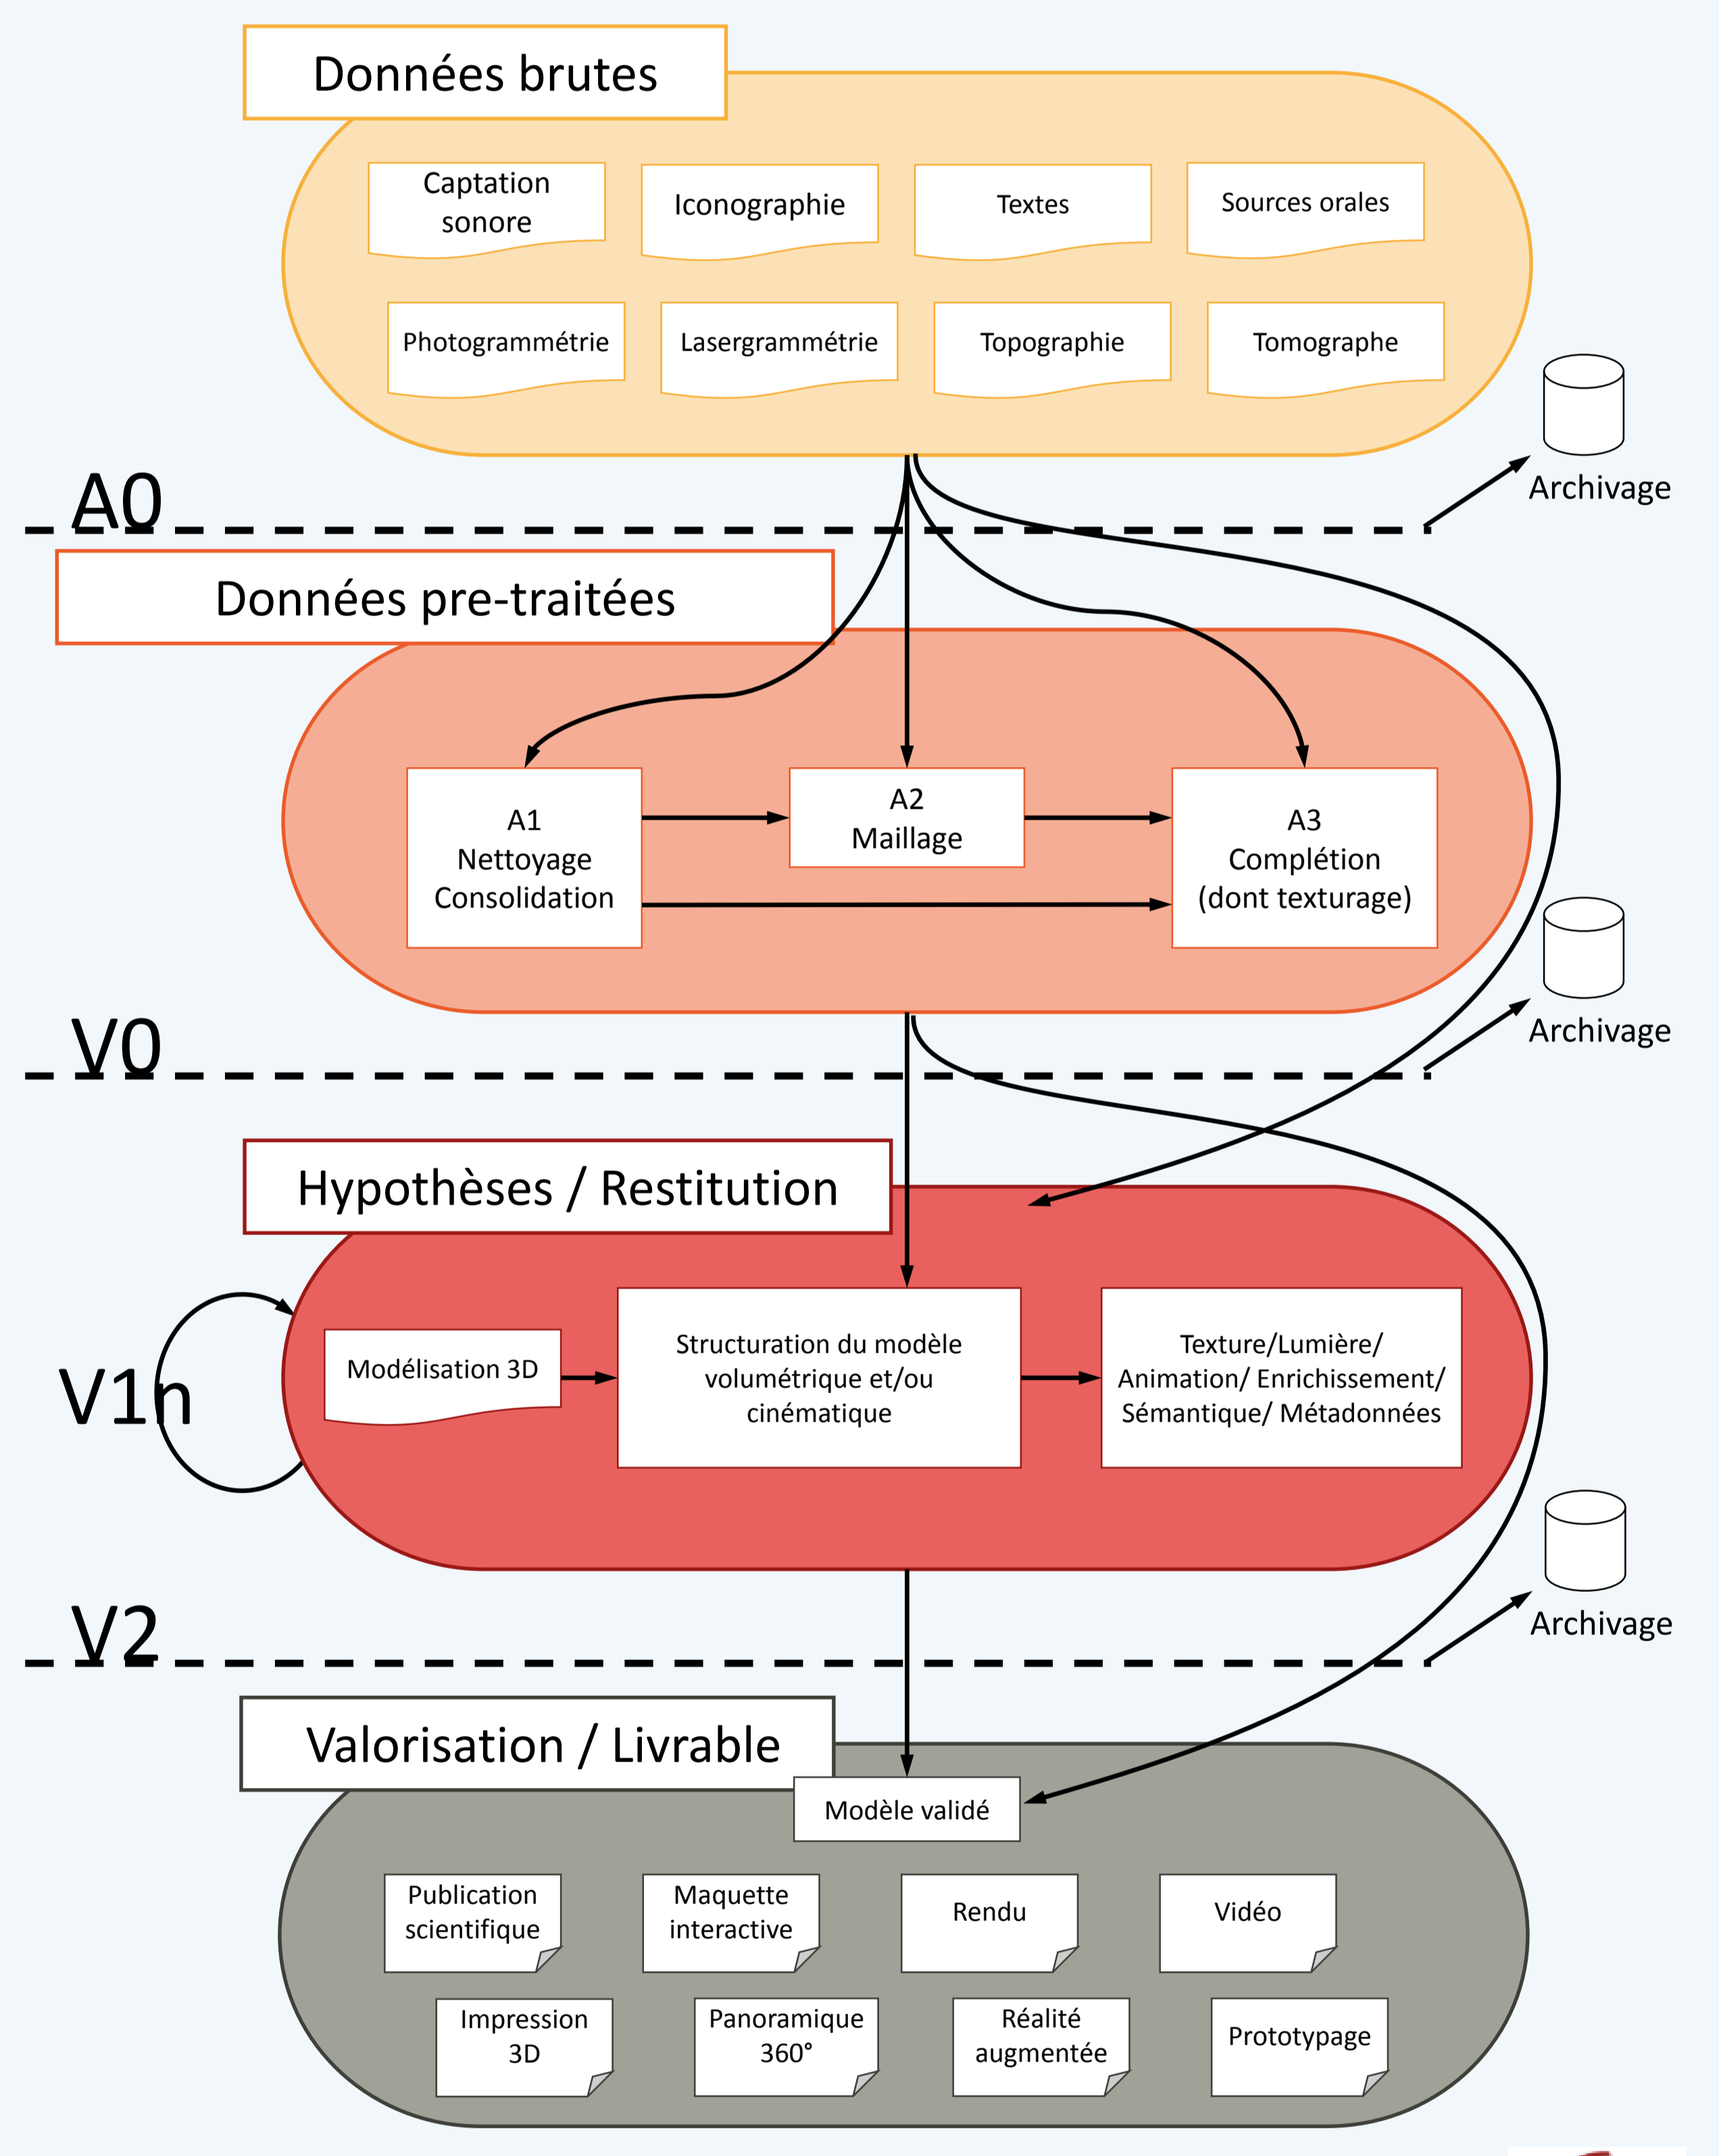 Données brutes
Captation
sonore
Iconographie
Textes
Sources orales
Photogrammétrie
Lasergrammétrie
Topographie
Tomographe
Archivage
A0
Données pre-traitées
A1
Nettoyage
Consolidation
A2
Maillage
A3
Complétion
(dont texturage)
Archivage
V0
Hypothèses / Restitution
V1n
Modélisation 3D
Structuration du modèle
volumétrique et/ou
cinématique
Texture/Lumière/
Animation/ Enrichissement/
Sémantique/ Métadonnées
Archivage
V2
Valorisation / Livrable
Modèle validé
Publication
scientifique
Maquette
interactive
Rendu
Vidéo
Impression
3D
Panoramique
360°
Réalité
augmentée
Prototypage